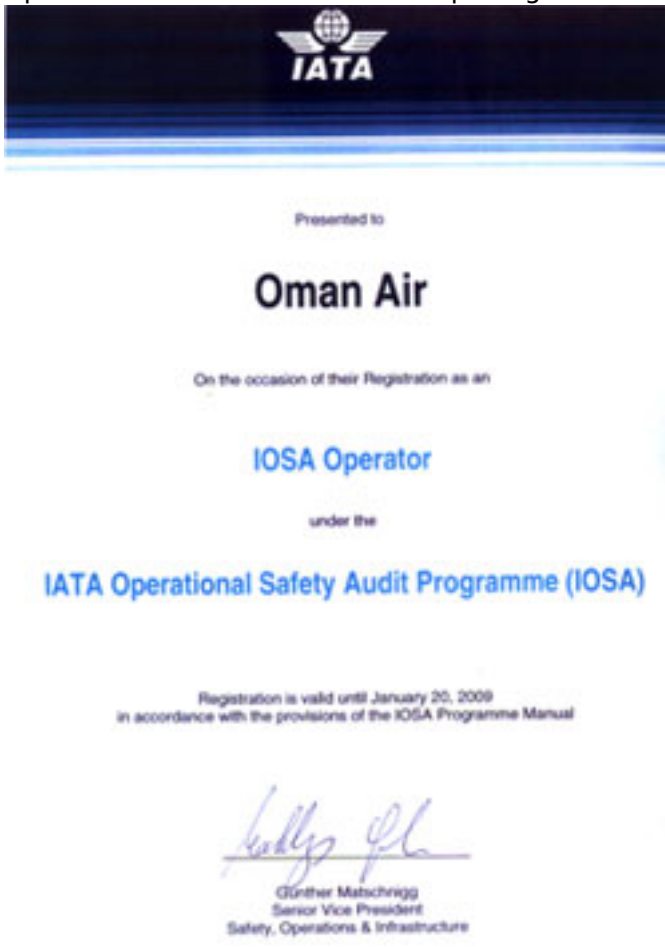 IATA
Presented to
Oman Air
On the occasion of their Registration as an
IOSA Operator
under the
IATA Operational Safety Audit Programme (IOSA)
Registration is valid until January 20, 2009
in accordance with the provisions of the IOSA Programme Manual
Günther Matschnigg
Senior Vice President
Safety, Operations & Infrastructure